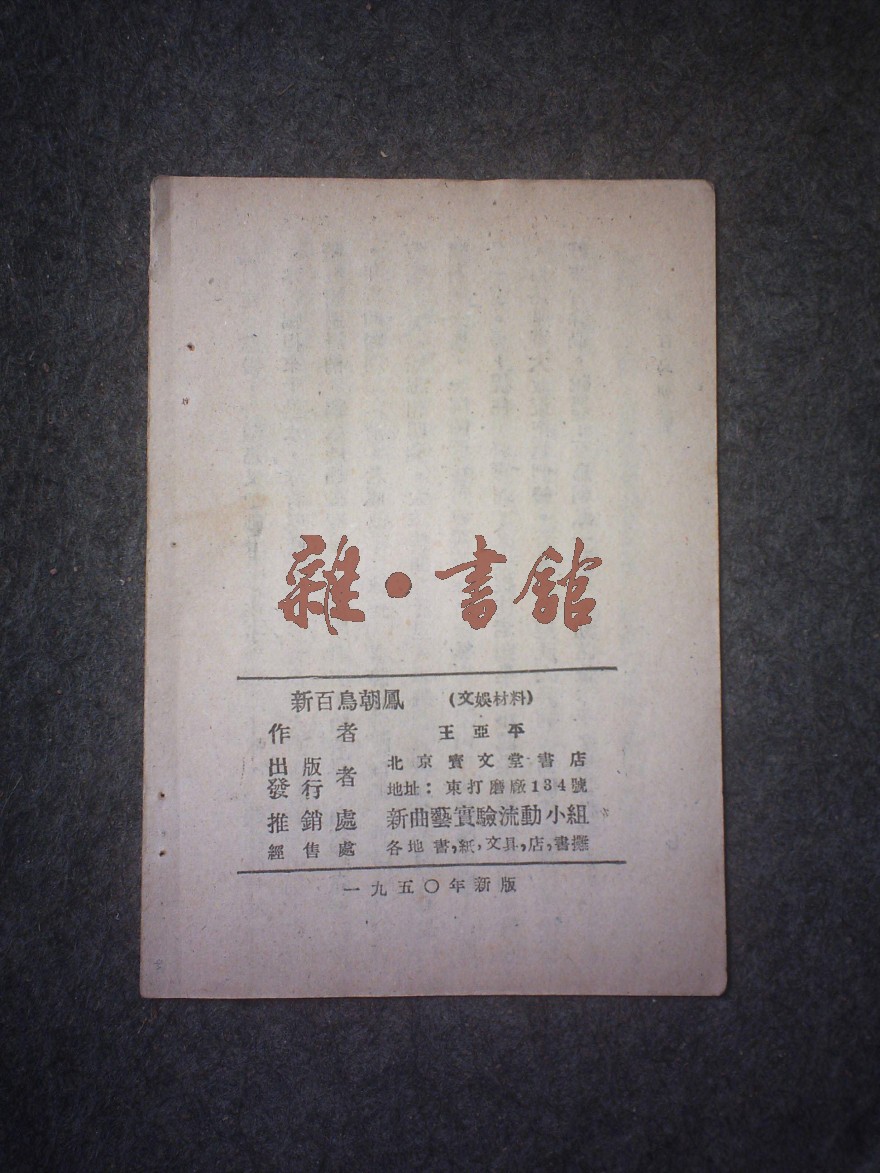 雜·書館
新百鳥朝鳳 (文娛材料)
作者 王亞平
出版發行者 北京寶文堂書店
地址：東打磨廠134號
推銷處 新曲藝實驗流動小組
經售處 各地書,紙,文具,店,書攤
一九五〇年新版